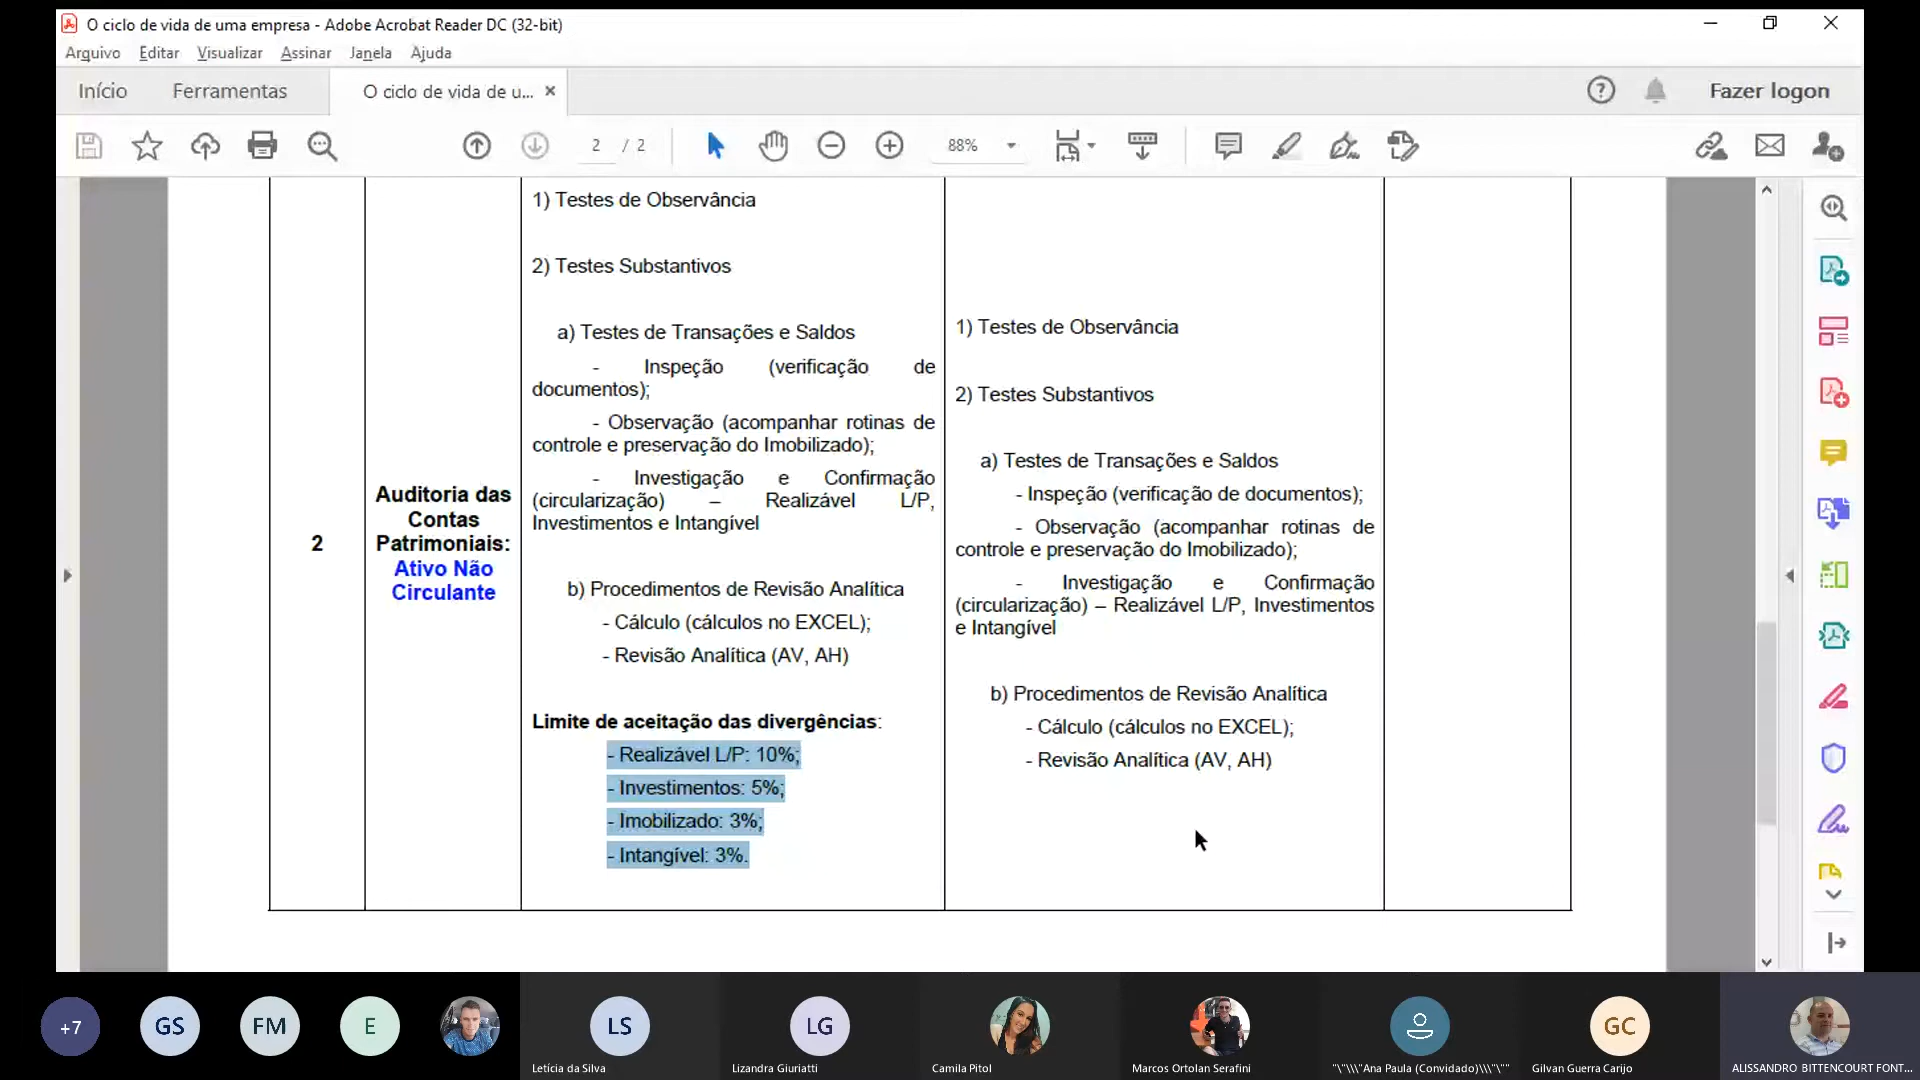 O ciclo de vida de uma empresa - Adobe Acrobat Reader DC (32-bit)
Arquivo Editar Visualizar Assinar Janela Ajuda
Início Ferramentas O ciclo de vida de u... Fazer logon
2 / 2 88%
1) Testes de Observância
2) Testes Substantivos
a) Testes de Transações e Saldos
- Inspeção (verificação de
documentos);
- Observação (acompanhar rotinas de
controle e preservação do Imobilizado);
- Investigação e Confirmação
(circularização) – Realizável L/P,
Investimentos e Intangível
b) Procedimentos de Revisão Analítica
- Cálculo (cálculos no EXCEL);
- Revisão Analítica (AV, AH)
Limite de aceitação das divergências:
- Realizável L/P: 10%;
- Investimentos: 5%;
- Imobilizado: 3%;
- Intangível: 3%.
2
Auditoria das
Contas
Patrimoniais:
Ativo Não
Circulante
1) Testes de Observância
2) Testes Substantivos
a) Testes de Transações e Saldos
- Inspeção (verificação de documentos);
- Observação (acompanhar rotinas de
controle e preservação do Imobilizado);
- Investigação e Confirmação
(circularização) – Realizável L/P, Investimentos
e Intangível
b) Procedimentos de Revisão Analítica
- Cálculo (cálculos no EXCEL);
- Revisão Analítica (AV, AH)
+7 GS FM E LS LG GC
Letícia da Silva Lizandra Giuriatti Camila Pitol Marcos Ortolan Serafini "\"\\\"Ana Paula (Convidado)\\\"\"" Gilvan Guerra Carijo ALISSANDRO BITTENCOURT FONT...